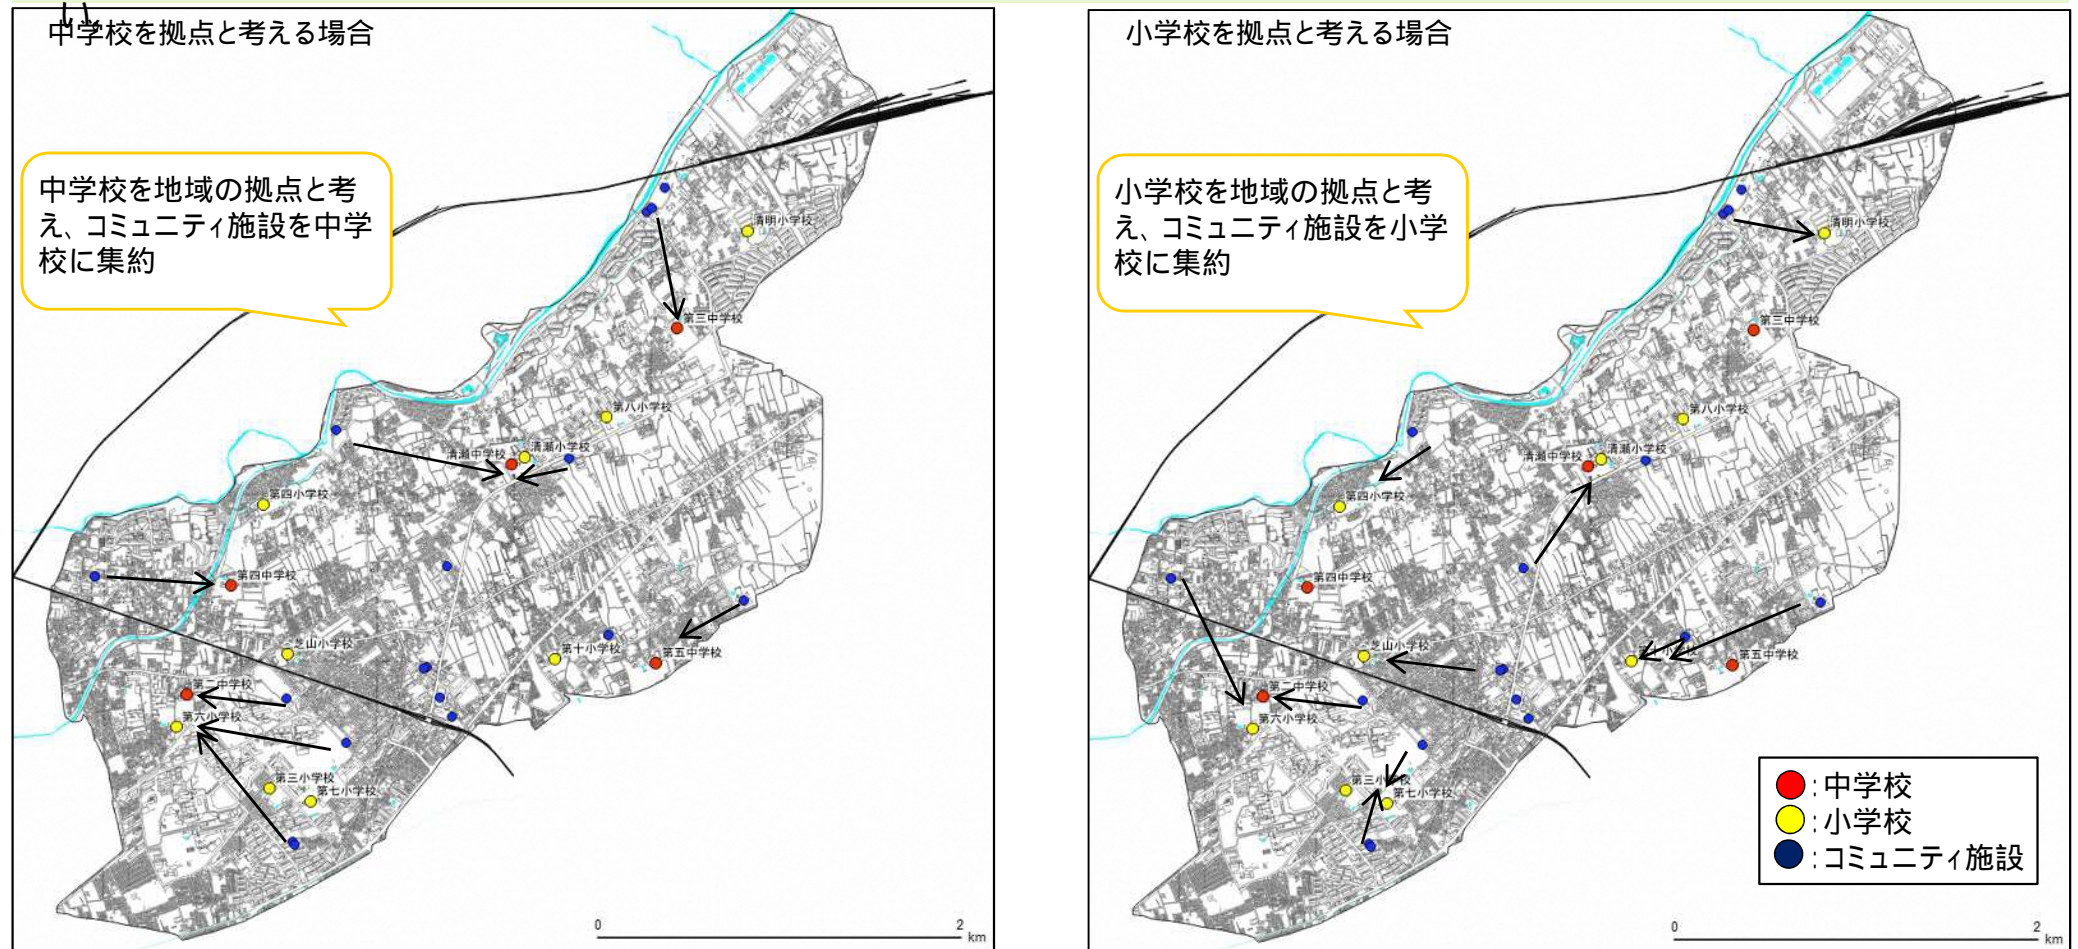 い
中学校を拠点と考える場合
中学校を地域の拠点と考
え、コミュニティ施設を中学
校に集約
清明小学校
第三中学校
第八小学校
清瀬中学校
清瀬小学校
第四小学校
第四中学校
芝山小学校
第十小学校
第五中学校
第二中学校
第六小学校
第三小学校
第七小学校
0
2
km
小学校を拠点と考える場合
小学校を地域の拠点と考
え、コミュニティ施設を小学
校に集約
清明小学校
第三中学校
第八小学校
清瀬中学校
清瀬小学校
第四小学校
第四中学校
芝山小学校
第十小学校
第五中学校
第二中学校
第六小学校
第三小学校
第七小学校
:中学校
:小学校
:コミュニティ施設
0
2
km